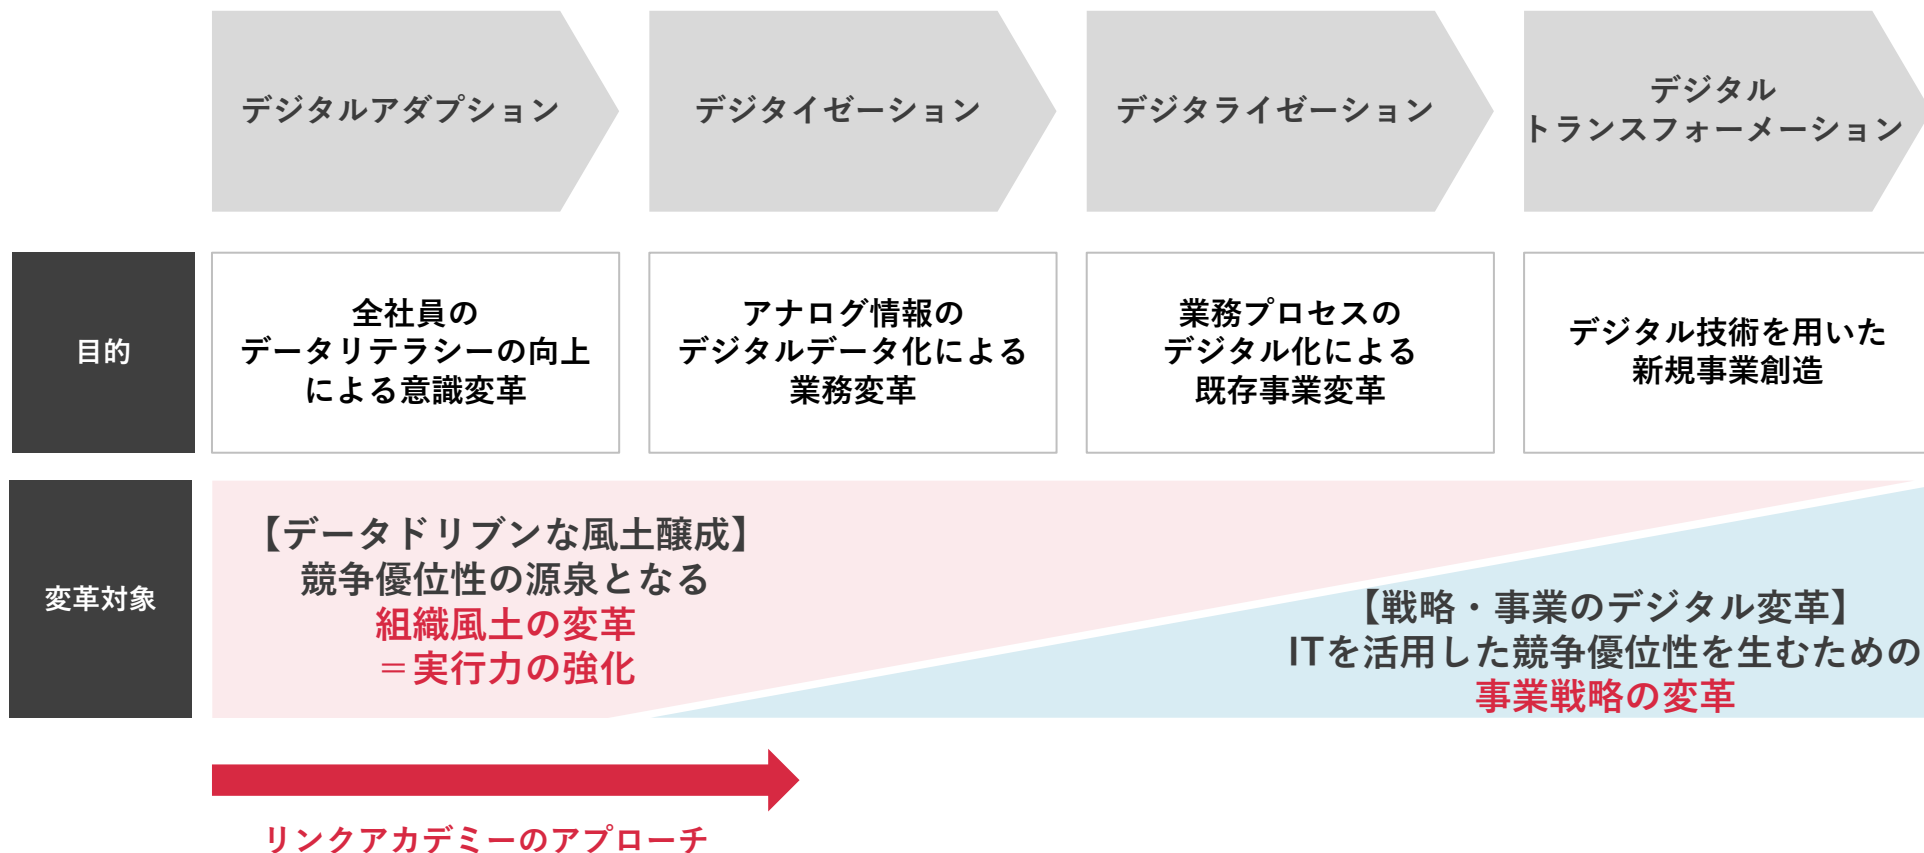 デジタルアダプション
デジタイゼーション
デジタライゼーション
デジタル
トランスフォーメーション
目的
全社員の
データリテラシーの向上
による意識変革
アナログ情報の
デジタルデータ化による
業務変革
業務プロセスの
デジタル化による
既存事業変革
デジタル技術を用いた
新規事業創造
変革対象
【データドリブンな風土醸成】
競争優位性の源泉となる
組織風土の変革
＝実行力の強化
【戦略・事業のデジタル変革】
ITを活用した競争優位性を生むための
事業戦略の変革
リンクアカデミーのアプローチ